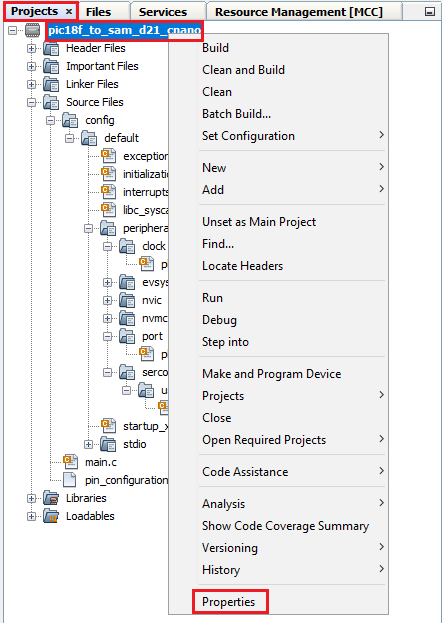 Projects × Files Services Resource Management [MCC]
pic18f_to_sam_d21_cnano
Header Files
Important Files
Linker Files
Source Files
config
default
exception
initializatio
interrupts
libc_sysca
periphera
clock
p
evsys
nvic
nvmc
port
p
serco
u
startup_x
stdio
main.c
pin_configuration
Libraries
Loadables
Build
Clean and Build
Clean
Batch Build...
Set Configuration
New
Add
Unset as Main Project
Find...
Locate Headers
Run
Debug
Step into
Make and Program Device
Projects
Close
Open Required Projects
Code Assistance
Analysis
Show Code Coverage Summary
Versioning
History
Properties